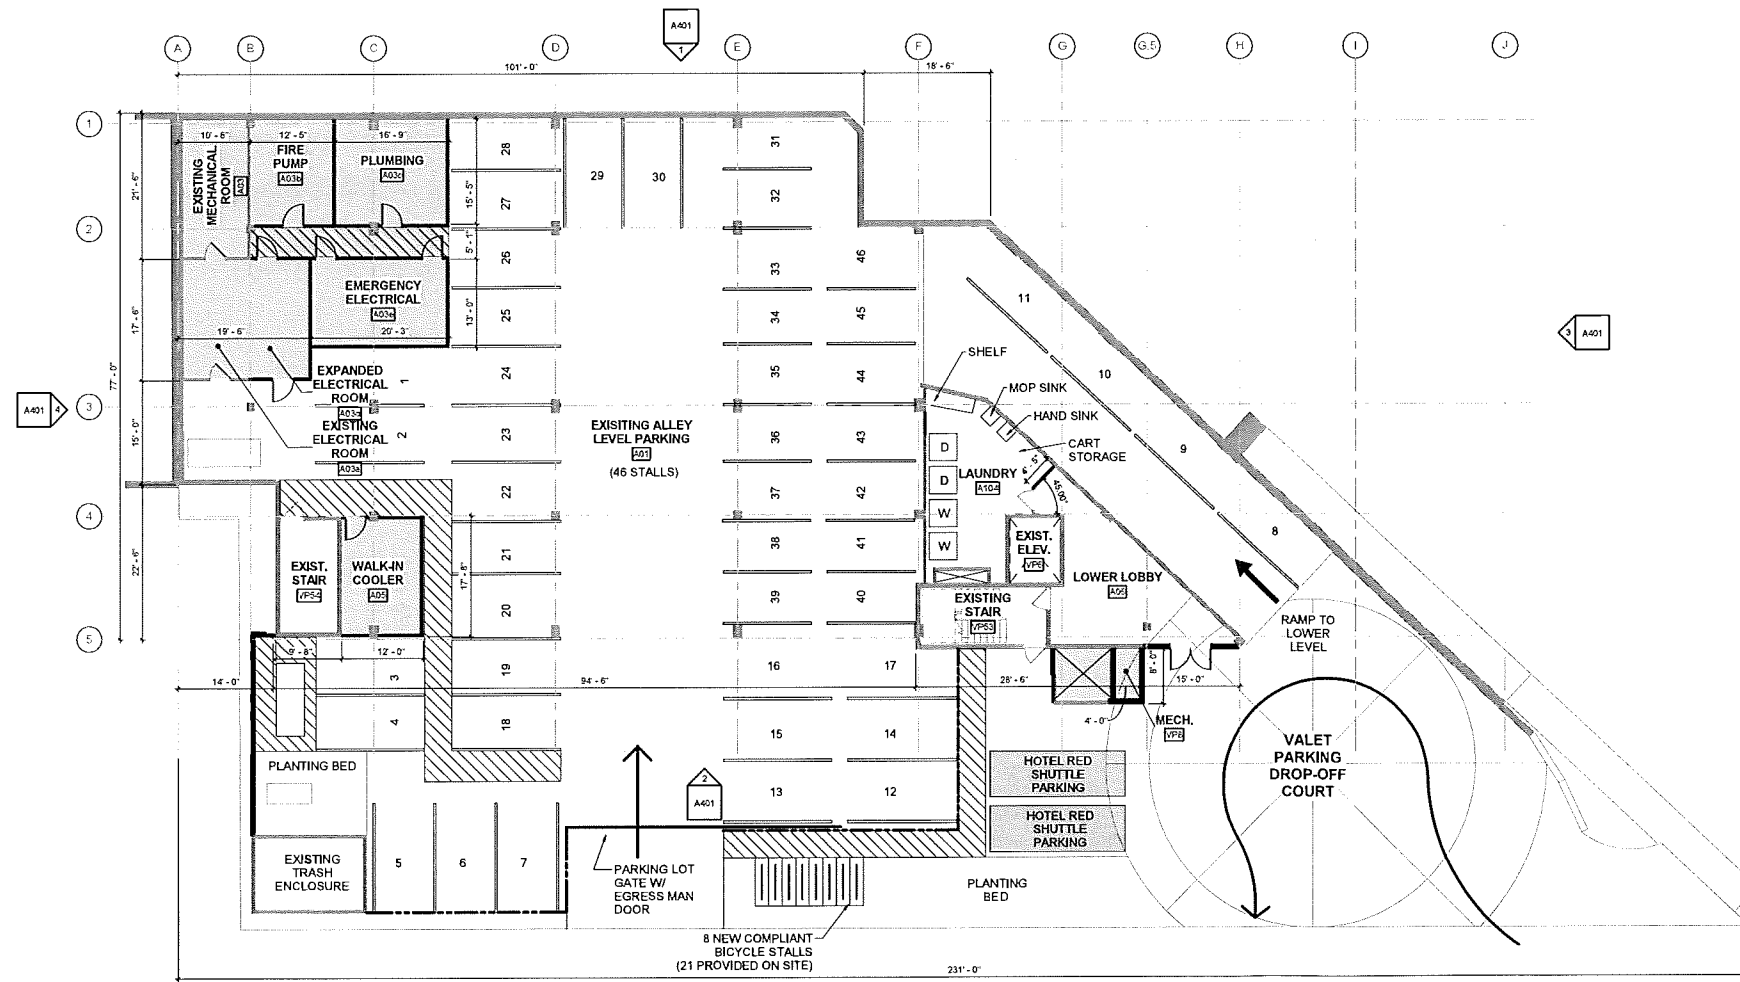 A401
1
A
B
C
D
E
F
G
G.5
H
I
J
101' - 0"
18' - 6"
1
2
3
4
5
10' - 6"
12' - 5"
16' - 9"
EXISTING
MECHANICAL
ROOM
A03
FIRE
PUMP
A03b
PLUMBING
A03c
21' - 6"
15' - 5"
5' - 1"
13' - 0"
17' - 6"
77' - 0"
15' - 0"
22' - 6"
EMERGENCY
ELECTRICAL
A03e
19' - 6"
20' - 3"
EXPANDED
ELECTRICAL
ROOM
EXISTING
ELECTRICAL
ROOM
A03a
A401
4
A401
3
28
27
26
25
24
23
22
21
20
19
18
29
30
31
32
33
34
35
36
37
38
39
46
45
44
43
42
41
40
1
2
3
4
5
6
7
16
17
15
14
13
12
11
10
9
8
EXISITING ALLEY
LEVEL PARKING
A01
(46 STALLS)
SHELF
MOP SINK
HAND SINK
CART
STORAGE
D
D
W
W
LAUNDRY
A104
45.00°
EXIST.
ELEV.
LOWER LOBBY
EXISTING
STAIR
VP53
EXIST.
STAIR
VP54
WALK-IN
COOLER
A05
17' - 8"
9' - 8"
12' - 0"
14' - 0"
94' - 6"
28' - 6"
15' - 0"
8' - 0"
4' - 0"
MECH.
RAMP TO
LOWER
LEVEL
VALET
PARKING
DROP-OFF
COURT
HOTEL RED
SHUTTLE
PARKING
HOTEL RED
SHUTTLE
PARKING
PLANTING BED
EXISTING
TRASH
ENCLOSURE
2
A401
PARKING LOT
GATE W/
EGRESS MAN
DOOR
PLANTING
BED
8 NEW COMPLIANT
BICYCLE STALLS
(21 PROVIDED ON SITE)
231' - 0"